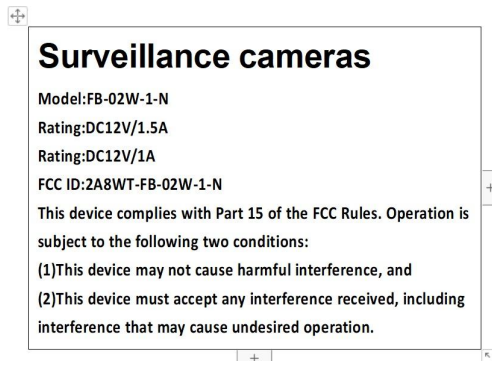 Surveillance cameras
Model:FB-02W-1-N
Rating:DC12V/1.5A
Rating:DC12V/1A
FCC ID:2A8WT-FB-02W-1-N
This device complies with Part 15 of the FCC Rules. Operation is
subject to the following two conditions:
(1)This device may not cause harmful interference, and
(2)This device must accept any interference received, including
interference that may cause undesired operation.